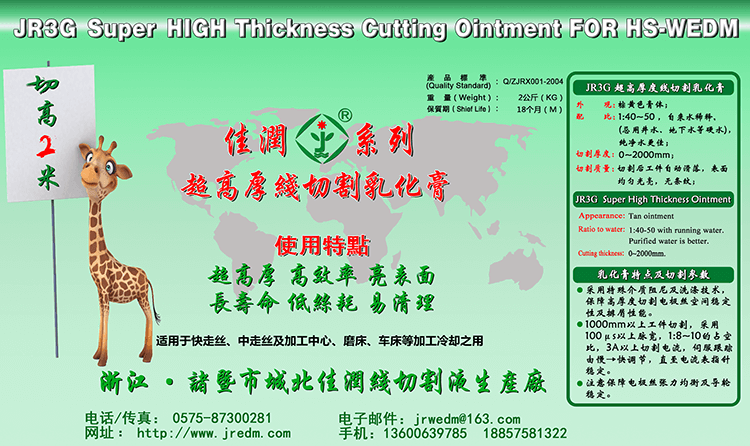 JR3G Super HIGH Thickness Cutting Ointment FOR HS-WEDM
切
高
2
米
產品標準
(Quality Standard) : Q/ZJRX001-2004
重 量 ( Weight ) : 2公斤 ( KG )
保質期 ( Shief Life ) : 18个月 ( M )
佳潤 ® 系列
超高厚綫切割乳化膏
使用特點
超高厚 高效率 亮表面
長壽命 低絲耗 易清理
适用于快走丝、中走丝及加工中心、磨床、车床等加工冷却之用
浙江・諸暨市城北佳潤綫切割液生產廠
电话/传真: 0575-87300281
电子邮件: jrwedm@163.com
网址: http://www.jredm.com
手机: 13600639785 18857581322
JR3G 超高厚度线切割乳化膏
外 观: 棕黄色膏体;
配 比: 1:40~50 , 自来水稀释、
(忌用井水、地下水等硬水),
纯净水更佳;
切割厚度: 0~2000mm;
切割质量: 切割后工件自动滑落, 表面
均匀光亮, 无条纹;
JR3G Super High Thickness Ointment
Appearance: Tan ointment
Ratio to water: 1:40-50 with running water.
Purified water is better.
Cutting thickness: 0~2000mm.
乳化膏特点及切割参数
● 采用特殊介质阻尼及洗涤技术,
保障高厚度切割电极丝空间稳定
性及排屑性能。
● 1000mm以上工件切割, 采用
100μs以上脉宽, 1:8~10的占空
比, 3A以上切割电流, 伺服跟踪
由慢→快调节, 直至电流表指针
稳定。
● 注意保障电极丝张力均衡及导轮
稳定。